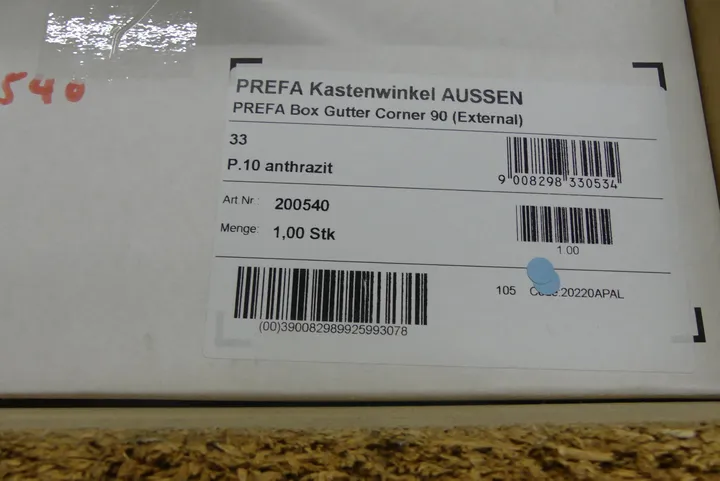 540
PREFA Kastenwinkel AUSSEN
PREFA Box Gutter Corner 90 (External)
33
P.10 anthrazit
9 008298 330534
Art Nr.: 200540
Menge: 1,00 Stk
1 00
105 20220APAL
(00)390082989925993078